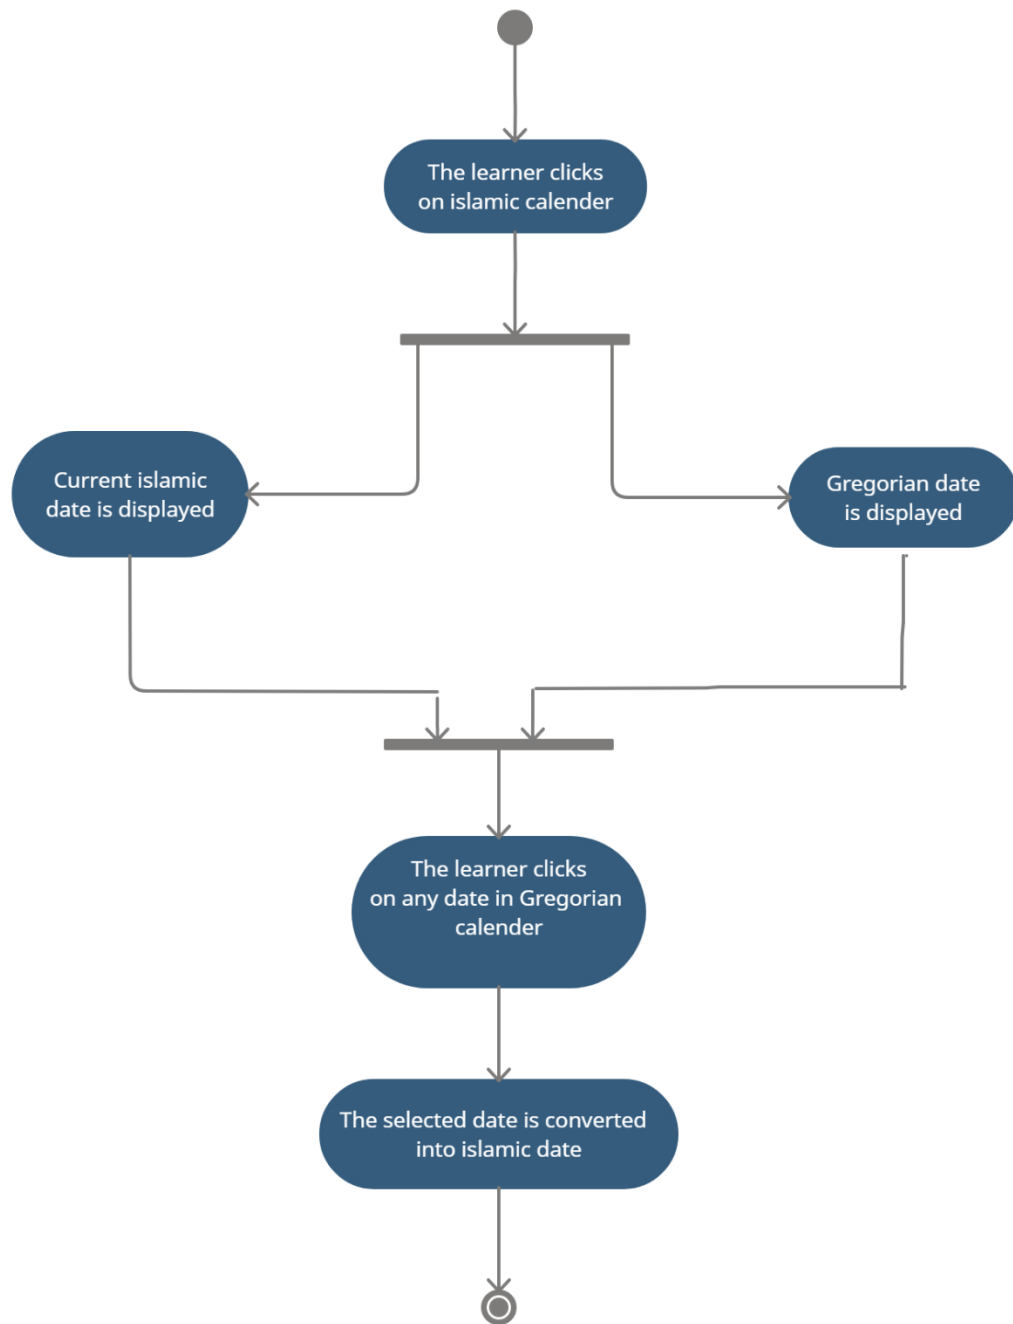 The learner clicks
on islamic calender
Current islamic
date is displayed
Gregorian date
is displayed
The learner clicks
on any date in Gregorian
calender
The selected date is converted
into islamic date